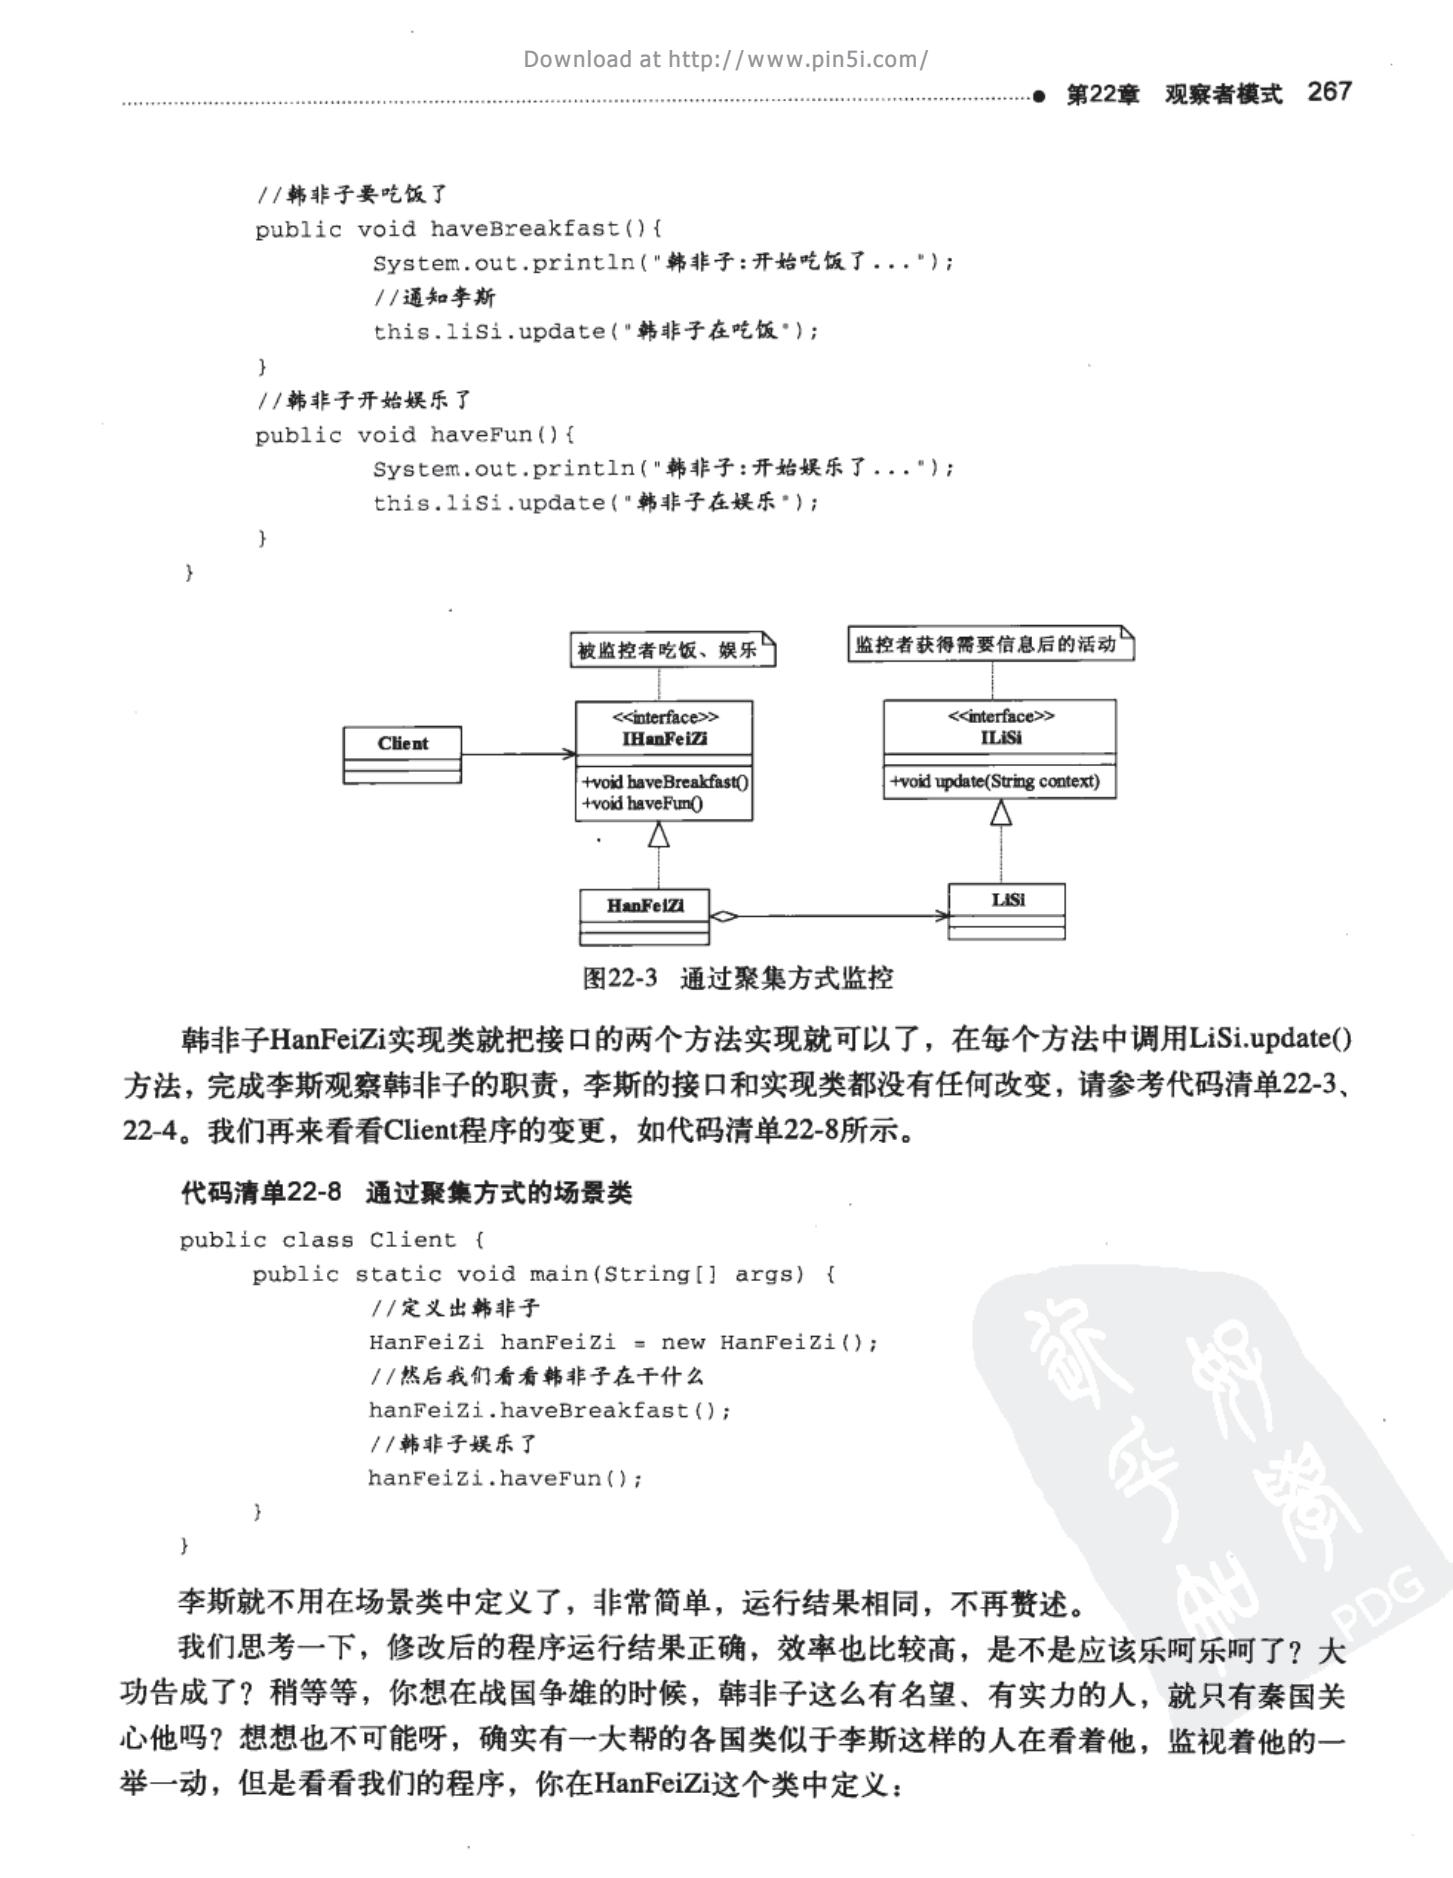 Download at http://www.pin5i.com/
第22章 观察者模式 267
//韩非子要吃饭了
public void haveBreakfast(){
System.out.println("韩非子:开始吃饭了...");
//通知李斯
this.liSi.update("韩非子在吃饭");
}
//韩非子开始娱乐了
public void haveFun(){
System.out.println("韩非子:开始娱乐了...");
this.liSi.update("韩非子在娱乐");
}
}
被监控者吃饭、娱乐
监控者获得需要信息后的活动
Client
<<interface>>
IHanFeiZi
+void haveBreakfast()
+void haveFun()
<<interface>>
ILiSi
+void update(String context)
HanFeiZi
LiSi
图22-3 通过聚集方式监控
韩非子HanFeiZi实现类就把接口的两个方法实现就可以了，在每个方法中调用LiSi.update()
方法，完成李斯观察韩非子的职责，李斯的接口和实现类都没有任何改变，请参考代码清单22-3、
22-4。我们再来看看Client程序的变更，如代码清单22-8所示。
代码清单22-8 通过聚集方式的场景类
public class Client {
public static void main(String[] args) {
//定义出韩非子
HanFeiZi hanFeiZi = new HanFeiZi();
//然后我们看看韩非子在干什么
hanFeiZi.haveBreakfast();
//韩非子娱乐了
hanFeiZi.haveFun();
}
}
李斯就不用在场景类中定义了，非常简单，运行结果相同，不再赘述。
我们思考一下，修改后的程序运行结果正确，效率也比较高，是不是应该乐呵乐呵了？大
功告成了？稍等等，你想在战国争雄的时候，韩非子这么有名望、有实力的人，就只有秦国关
心他吗？想想也不可能呀，确实有一大帮的各国类似于李斯这样的人在看着他，监视着他的一
举一动，但是看看我们的程序，你在HanFeiZi这个类中定义：
PDG